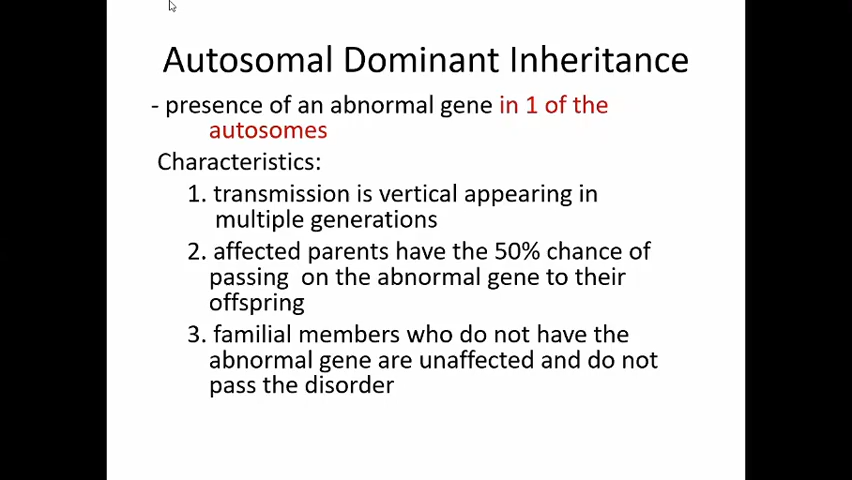 Autosomal Dominant Inheritance
- presence of an abnormal gene in 1 of the
autosomes
Characteristics:
1. transmission is vertical appearing in
multiple generations
2. affected parents have the 50% chance of
passing  on the abnormal gene to their
offspring
3. familial members who do not have the
abnormal gene are unaffected and do not
pass the disorder